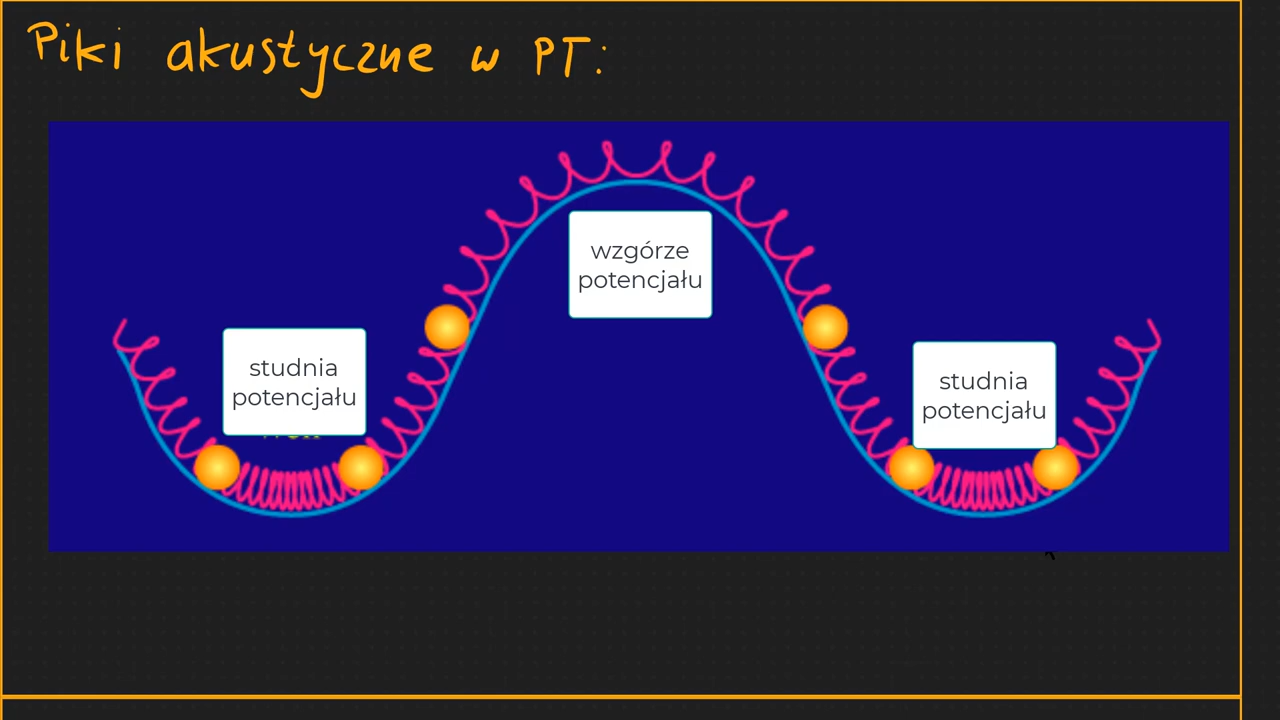 Piki akustyczne w PT:
wzgórze
potencjału
studnia
potencjału
studnia
potencjału